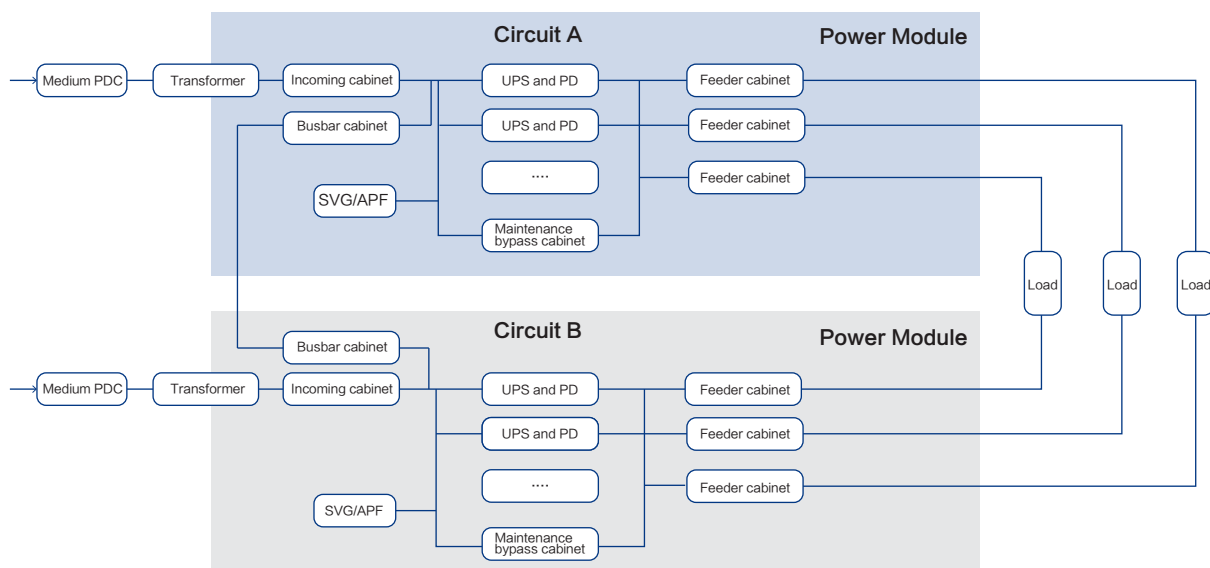 Circuit A
Power Module
Medium PDC
Transformer
Incoming cabinet
UPS and PD
Feeder cabinet
Busbar cabinet
UPS and PD
Feeder cabinet
....
Feeder cabinet
SVG/APF
Maintenance
bypass cabinet
Load
Load
Load
Circuit B
Power Module
Busbar cabinet
Medium PDC
Transformer
Incoming cabinet
UPS and PD
Feeder cabinet
UPS and PD
Feeder cabinet
....
Feeder cabinet
SVG/APF
Maintenance
bypass cabinet